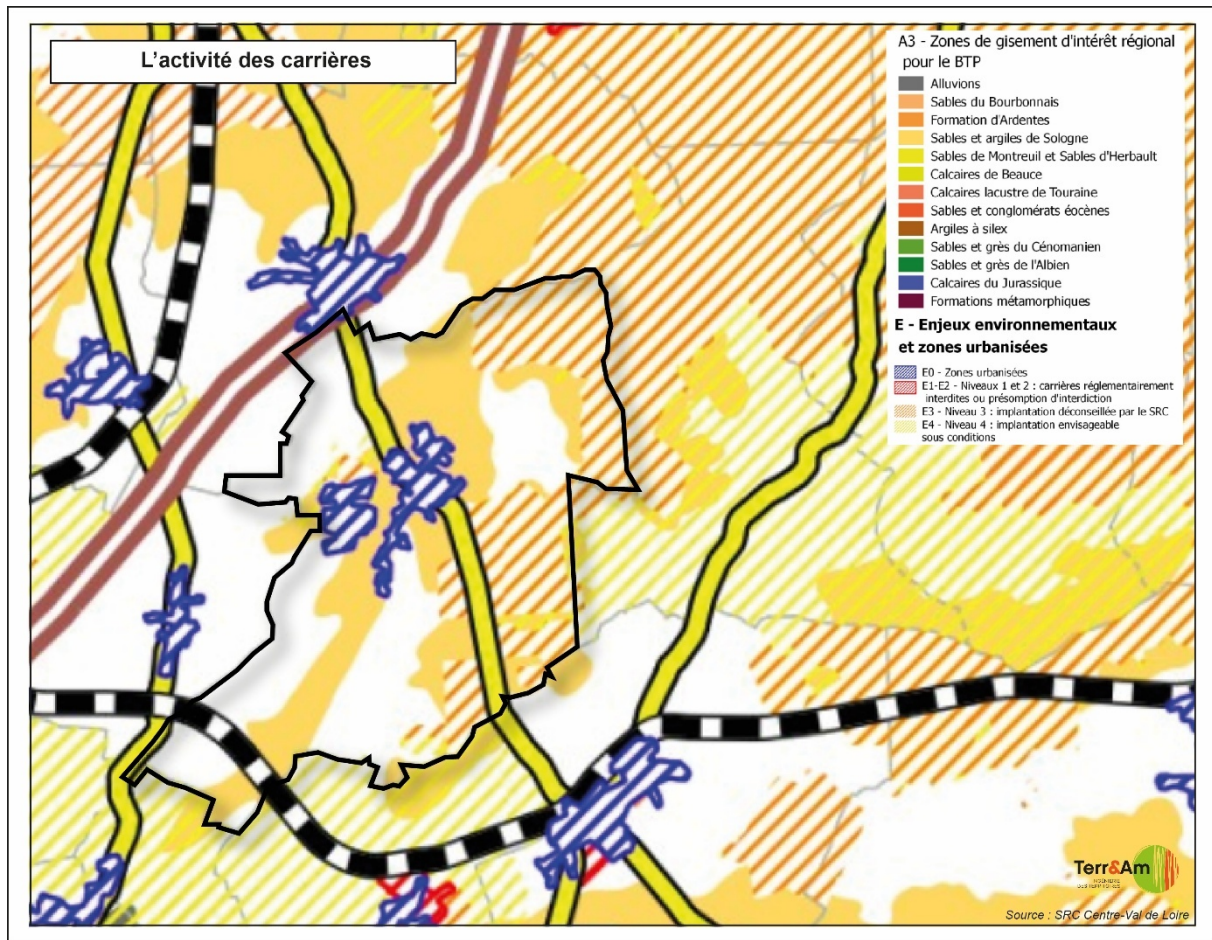 L'activité des carrières
A3 - Zones de gisement d'intérêt régional
pour le BTP
Alluvions
Sables du Bourbonnais
Formation d'Ardentes
Sables et argiles de Sologne
Sables de Montreuil et Sables d'Herbault
Calcaires de Beauce
Calcaires lacustre de Touraine
Sables et conglomérats éocènes
Argiles à silex
Sables et grès du Cénomanien
Sables et grès de l'Albien
Calcaires du Jurassique
Formations métamorphiques
E - Enjeux environnementaux
et zones urbanisées
E0 - Zones urbanisées
E1-E2 - Niveaux 1 et 2 : carrières réglementairement
interdites ou présomption d'interdiction
E3 - Niveau 3 : implantation déconseillée par le SRC
E4 - Niveau 4 : implantation envisageable
sous conditions
Terr&Am
INGÉNIERIE
DES TERRITOIRES
Source : SRC Centre-Val de Loire